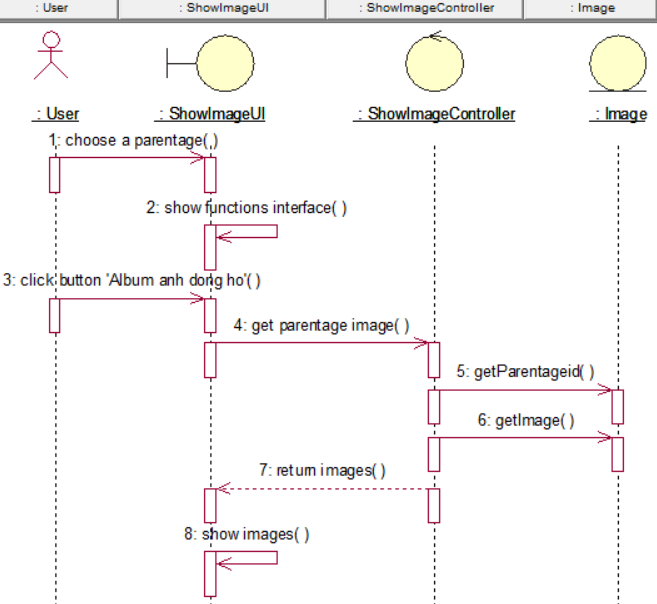 : User
: ShowImageUI
: ShowImageController
: Image
: User
: ShowImageUI
: ShowImageController
: Image
1: choose a parentage( )
2: show functions interface( )
3: click button 'Album anh dong ho'( )
4: get parentage image( )
5: getParentageid( )
6: getImage( )
7: return images( )
8: show images( )